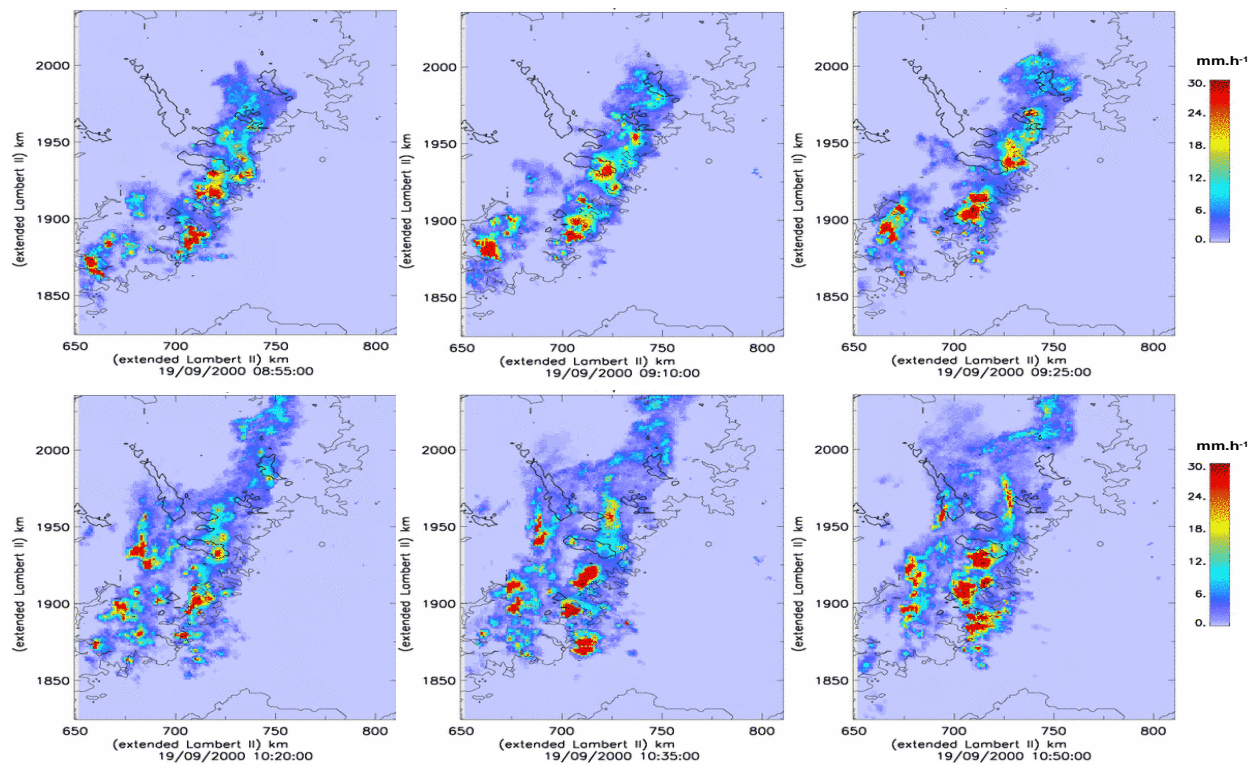 mm.h-1
2000
1950
1900
1850
(extended Lambert II) km
650 700 750 800
(extended Lambert II) km
19/09/2000 08:55:00
2000
1950
1900
1850
(extended Lambert II) km
650 700 750 800
(extended Lambert II) km
19/09/2000 09:10:00
2000
1950
1900
1850
(extended Lambert II) km
650 700 750 800
(extended Lambert II) km
19/09/2000 09:25:00
30.
24.
18.
12.
6.
0.
mm.h-1
2000
1950
1900
1850
(extended Lambert II) km
650 700 750 800
(extended Lambert II) km
19/09/2000 10:20:00
2000
1950
1900
1850
(extended Lambert II) km
650 700 750 800
(extended Lambert II) km
19/09/2000 10:35:00
2000
1950
1900
1850
(extended Lambert II) km
650 700 750 800
(extended Lambert II) km
19/09/2000 10:50:00
30.
24.
18.
12.
6.
0.